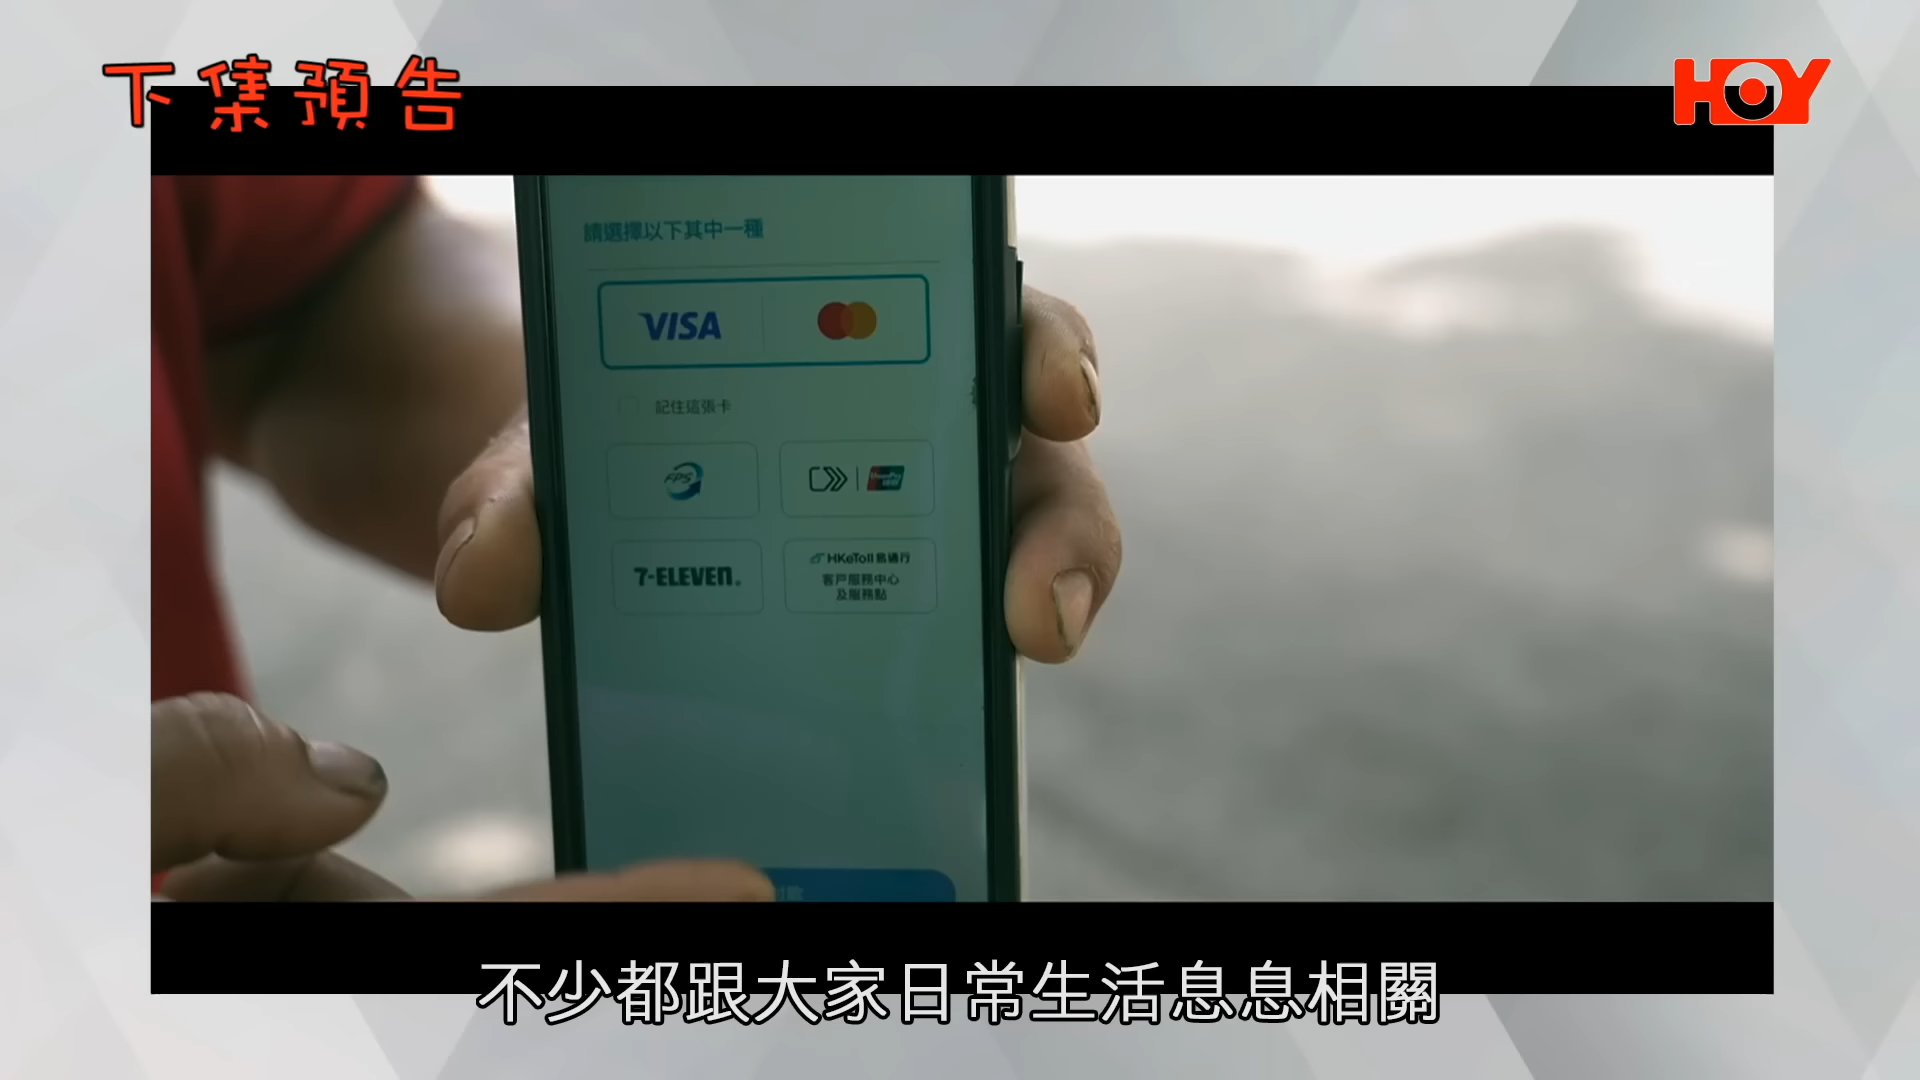 下集預告
HOY
請選擇以下其中一種
VISA
記住這張卡
FPS
UnionPay
7-ELEVEn
HKeToll 易通行
客戶服務中心
及服務點
不少都跟大家日常生活息息相關